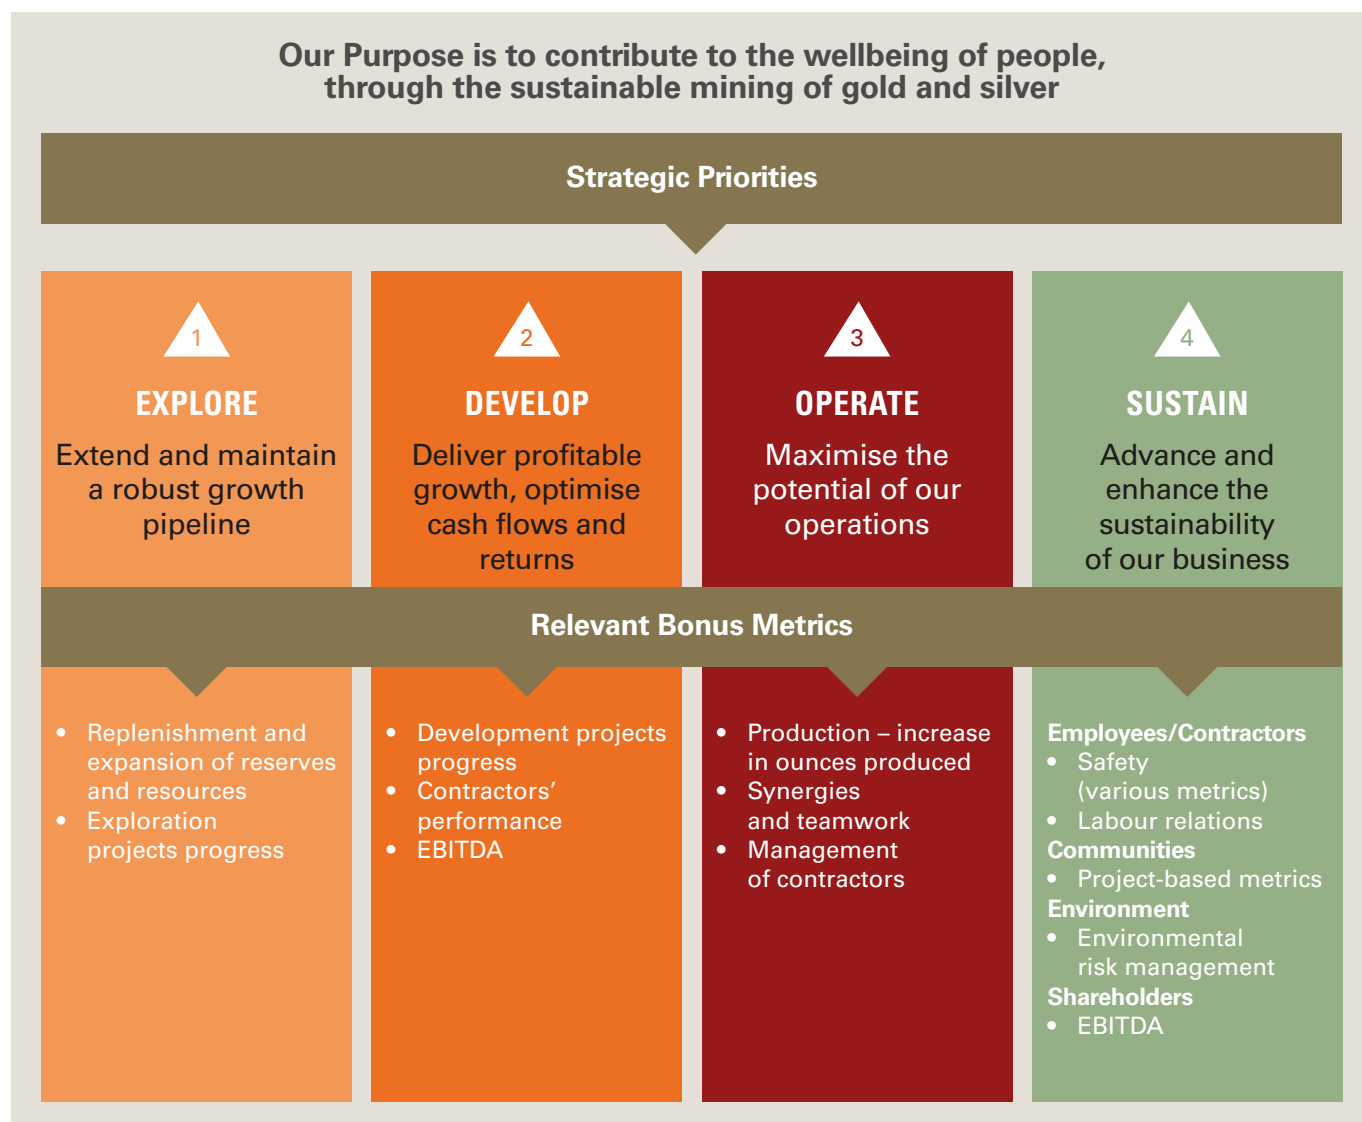 Our Purpose is to contribute to the wellbeing of people,
through the sustainable mining of gold and silver
Strategic Priorities
1
EXPLORE
Extend and maintain
a robust growth
pipeline
2
DEVELOP
Deliver profitable
growth, optimise
cash flows and
returns
3
OPERATE
Maximise the
potential of our
operations
4
SUSTAIN
Advance and
enhance the
sustainability
of our business
Relevant Bonus Metrics
• Replenishment and
expansion of reserves
and resources
• Exploration
projects progress
• Development projects
progress
• Contractors’
performance
• EBITDA
• Production – increase
in ounces produced
• Synergies
and teamwork
• Management
of contractors
Employees/Contractors
• Safety
(various metrics)
• Labour relations
Communities
• Project-based metrics
Environment
• Environmental
risk management
Shareholders
• EBITDA